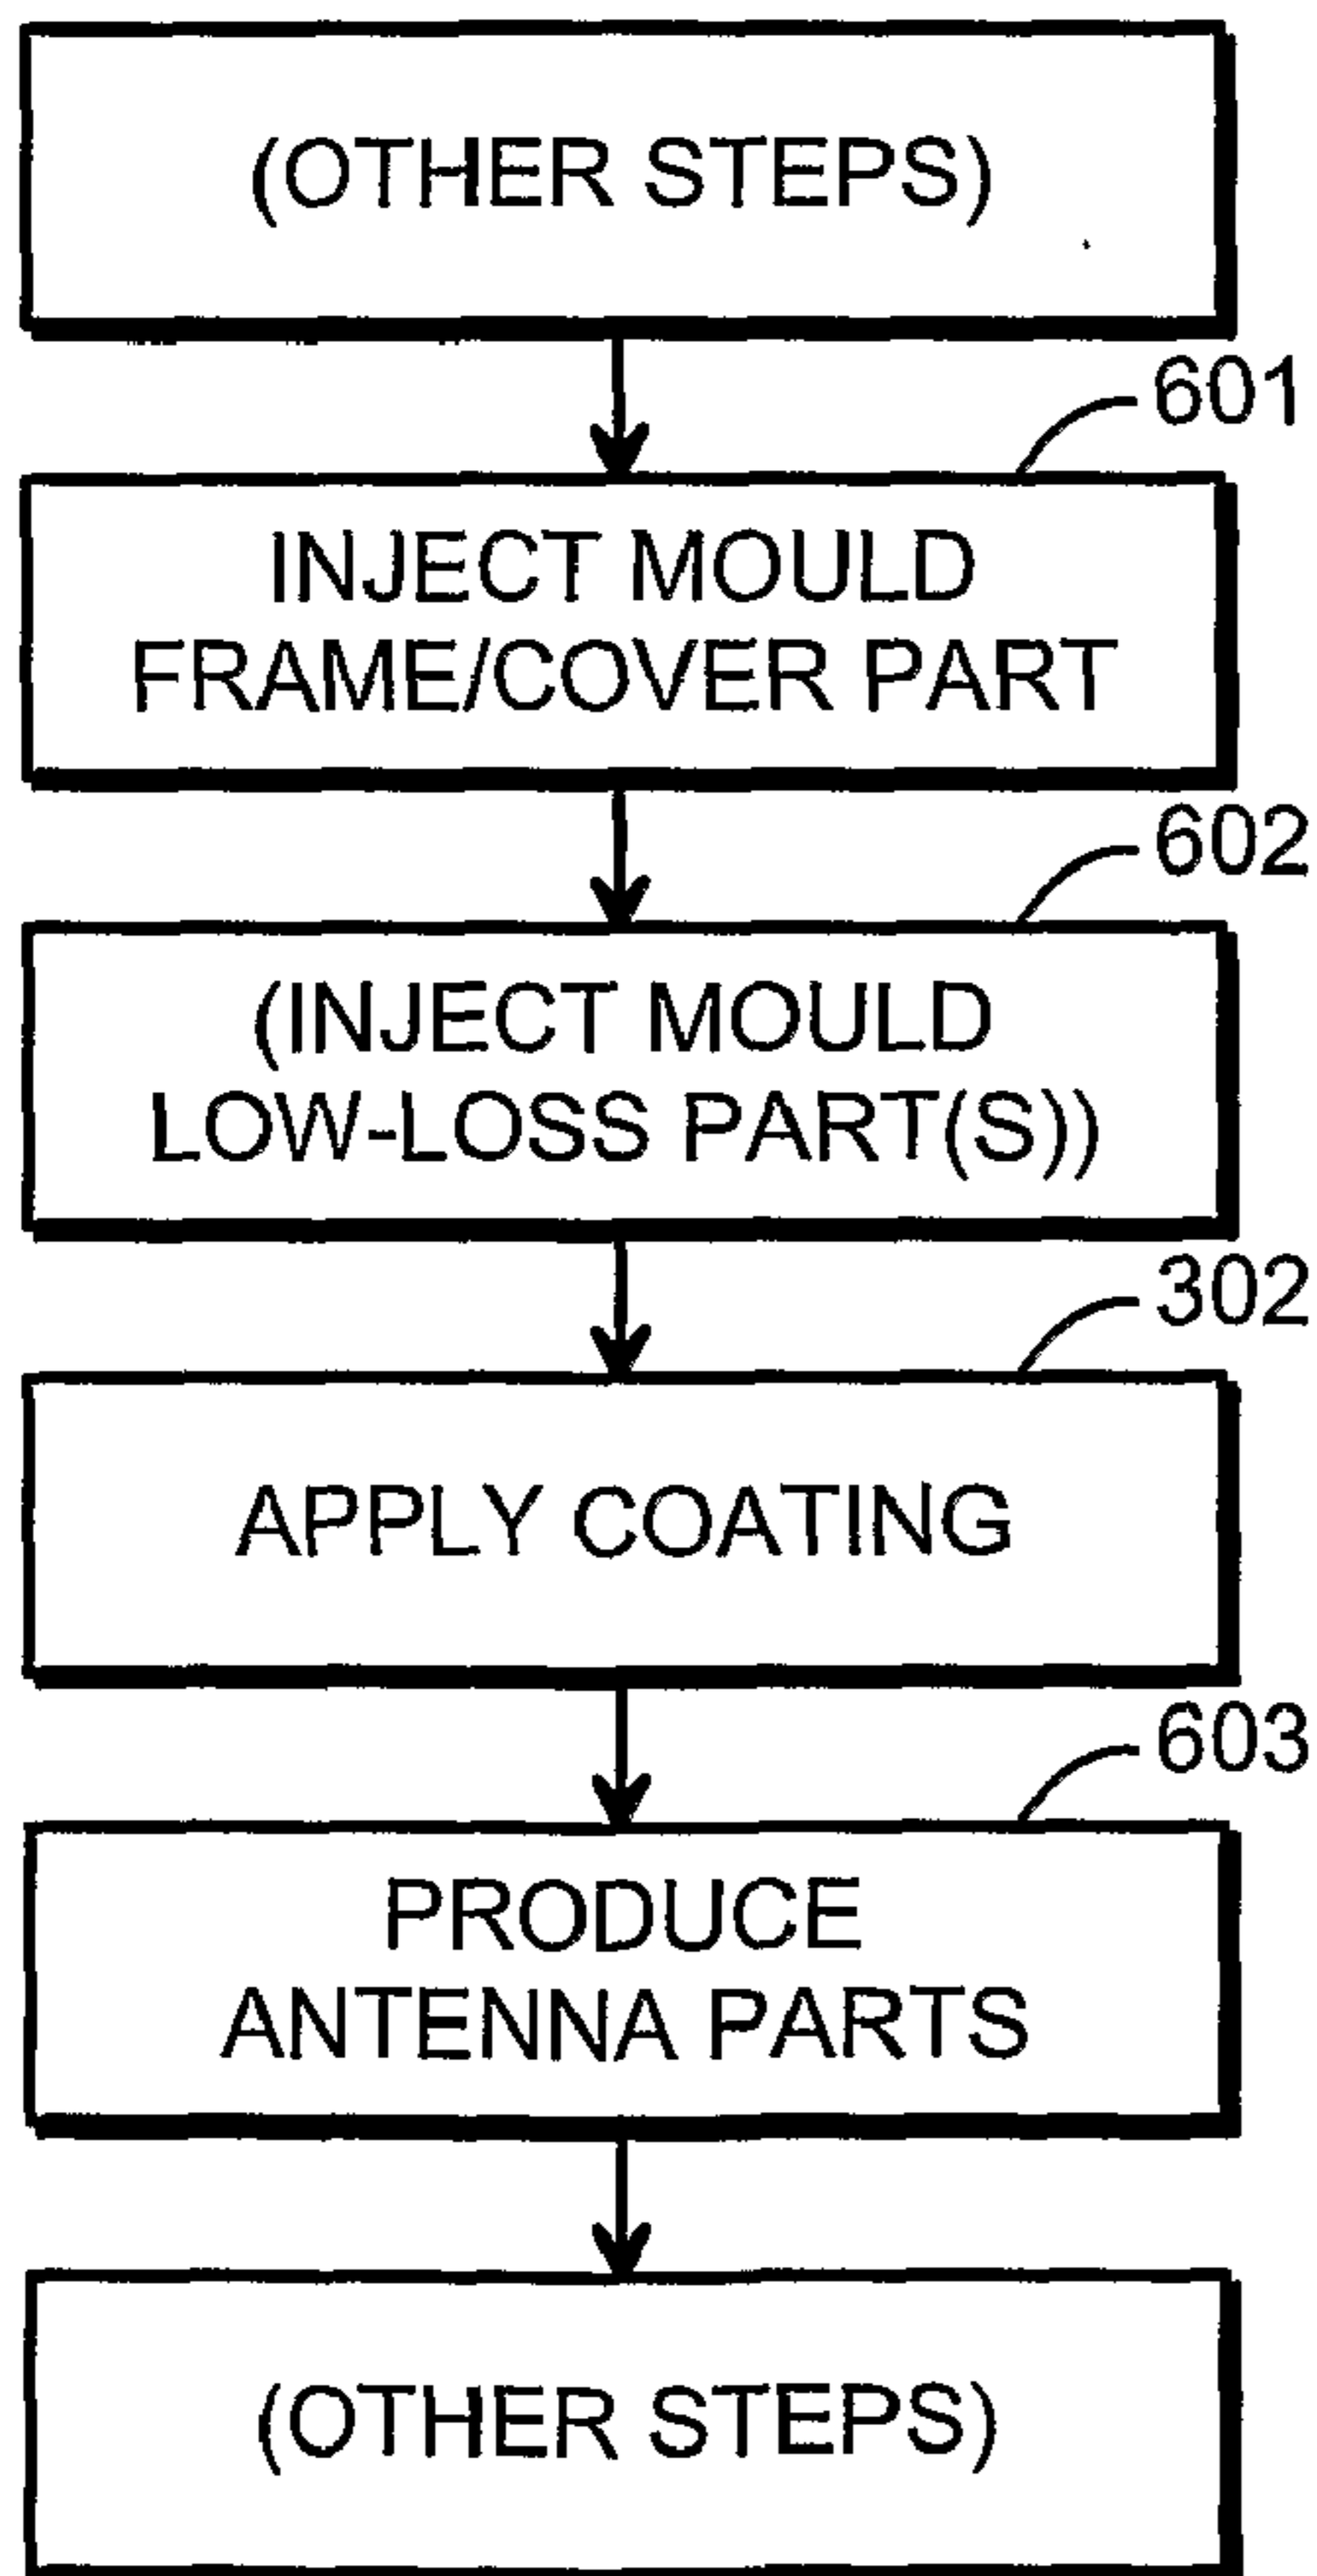 (OTHER STEPS)
601
INJECT MOULD
FRAME/COVER PART
602
(INJECT MOULD
LOW-LOSS PART(S))
302
APPLY COATING
603
PRODUCE
ANTENNA PARTS
(OTHER STEPS)